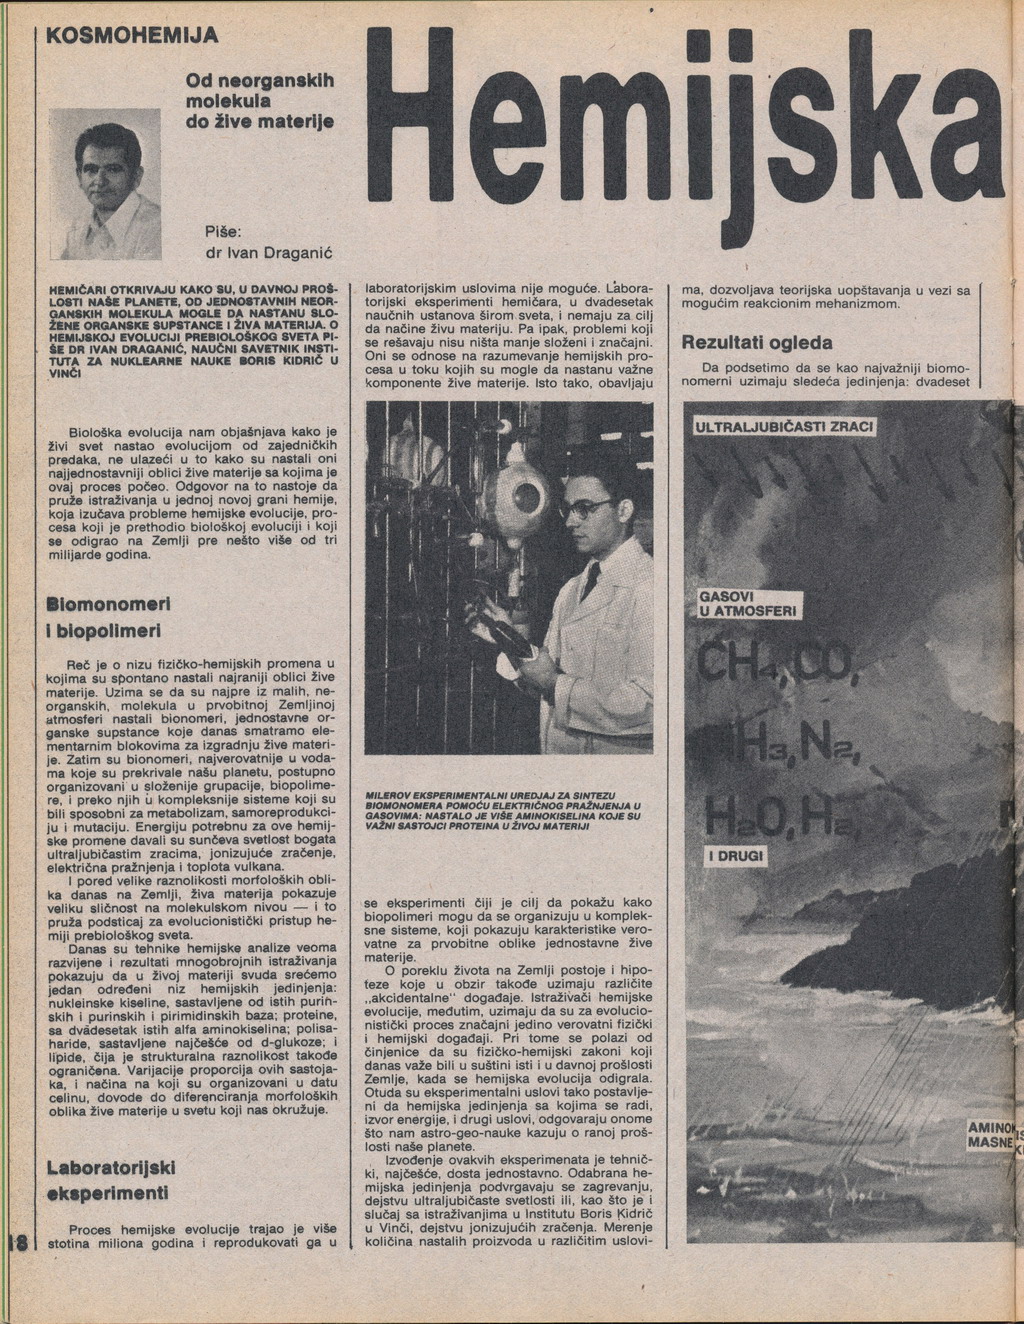 KOSMOHEMIJA
Od neorganskih
molekula
do žive materije
Hemijska
Piše:
dr Ivan Draganić
HEMIČARI OTKRIVAJU KAKO SU, U DAVNOJ PROŠ-
LOSTI NAŠE PLANETE, OD JEDNOSTAVNIH NEOR-
GANSKIH MOLEKULA MOGLE DA NASTANU SLO-
ŽENE ORGANSKE SUPSTANCE I ŽIVA MATERIJA. O
HEMIJSKOJ EVOLUCIJI PREBIOLOŠKOG SVETA PI-
ŠE DR IVAN DRAGANIĆ, NAUČNI SAVETNIK INSTI-
TUTA ZA NUKLEARNE NAUKE BORIS KIDRIČ U
VINČI
Biološka evolucija nam objašnjava kako je
živi svet nastao evolucijom od zajedničkih
predaka, ne ulazeći u to kako su nastali oni
najjednostavniji oblici žive materije sa kojima je
ovaj proces počeo. Odgovor na to nastoje da
pruže istraživanja u jednoj novoj grani hemije,
koja izučava probleme hemijske evolucije, pro-
cesa koji je prethodio biološkoj evoluciji i koji
se odigrao na Zemlji pre nešto više od tri
milijarde godina.
Biomonomeri
i biopolimeri
Reč je o nizu fizičko-hemijskih promena u
kojima su spontano nastali najraniji oblici žive
materije. Uzima se da su najpre iz malih, ne-
organskih, molekula u prvobitnoj Zemljinoj
atmosferi nastali bionomeri, jednostavne or-
ganske supstance koje danas smatramo ele-
mentarnim blokovima za izgradnju žive materi-
je. Zatim su bionomeri, najverovatnije u voda-
ma koje su prekrivale našu planetu, postupno
organizovani u složenije grupacije, biopolime-
re, i preko njih u kompleksnije sisteme koji su
bili sposobni za metabolizam, samoreprodukci-
ju i mutaciju. Energiju potrebnu za ove hemij-
ske promene davali su sunčeva svetlost bogata
ultraljubičastim zracima, jonizujuće zračenje,
električna pražnjenja i toplota vulkana.
I pored velike raznolikosti morfoloških obli-
ka danas na Zemlji, živa materija pokazuje
veliku sličnost na molekulskom nivou — i to
pruža podsticaj za evolucionistički pristup he-
miji prebiološkog sveta.
Danas su tehnike hemijske analize veoma
razvijene i rezultati mnogobrojnih istraživanja
pokazuju da u živoj materiji svuda srećemo
jedan određeni niz hemijskih jedinjenja:
nukleinske kiseline, sastavljene od istih purin-
skih i purinskih i pirimidinskih baza; proteine,
sa dvadesetak istih alfa aminokiselina; polisa-
haride, sastavljene najčešće od d-glukoze; i
lipide, čija je strukturalna raznolikost takođe
ograničena. Varijacije proporcija ovih sastoja-
ka, i načina na koji su organizovani u datu
celinu, dovode do diferenciranja morfoloških
oblika žive materije u svetu koji nas okružuje.
Laboratorijski
eksperimenti
Proces hemijske evolucije trajao je više
stotina miliona godina i reprodukovati ga u
18
laboratorijskim uslovima nije moguće. Labora-
torijski eksperimenti hemičara, u dvadesetak
naučnih ustanova širom sveta, i nemaju za cilj
da načine živu materiju. Pa ipak, problemi koji
se rešavaju nisu ništa manje složeni i značajni.
Oni se odnose na razumevanje hemijskih pro-
cesa u toku kojih su mogle da nastanu važne
komponente žive materije. Isto tako, obavljaju
MILEROV EKSPERIMENTALNI UREDJAJ ZA SINTEZU
BIOMONOMERA POMOĆU ELEKTRIČNOG PRAŽNJENJA U
GASOVIMA: NASTALO JE VIŠE AMINOKISELINA KOJE SU
VAŽNI SASTOJCI PROTEINA U ŽIVOJ MATERIJI
se eksperimenti čiji je cilj da pokažu kako
biopolimeri mogu da se organizuju u komplek-
sne sisteme, koji pokazuju karakteristike vero-
vatne za prvobitne oblike jednostavne žive
materije.
O poreklu života na Zemlji postoje i hipo-
teze koje u obzir takođe uzimaju različite
„akcidentalne“ događaje. Istraživači hemijske
evolucije, međutim, uzimaju da su za evolucio-
nistički proces značajni jedino verovatni fizički
i hemijski događaji. Pri tome se polazi od
činjenice da su fizičko-hemijski zakoni koji
danas važe bili u suštini isti i u davnoj prošlosti
Zemlje, kada se hemijska evolucija odigrala.
Otuda su eksperimentalni uslovi tako postavlje-
ni da hemijska jedinjenja sa kojima se radi,
izvor energije, i drugi uslovi, odgovaraju onome
što nam astro-geo-nauke kazuju o ranoj proš-
losti naše planete.
Izvođenje ovakvih eksperimenata je tehnič-
ki, najčešće, dosta jednostavno. Odabrana he-
mijska jedinjenja podvrgavaju se zagrevanju,
dejstvu ultraljubičaste svetlosti ili, kao što je i
slučaj sa istraživanjima u Institutu Boris Kidrič
u Vinči, dejstvu jonizujućih zračenja. Merenje
količina nastalih proizvoda u različitim uslovi-
ma, dozvoljava teorijska uopštavanja u vezi sa
mogućim reakcionim mehanizmom.
Rezultati ogleda
Da podsetimo da se kao najvažniji biomo-
nomerni uzimaju sledeća jedinjenja: dvadeset
ULTRALJUBIČASTI ZRACI
GASOVI
U ATMOSFERI
CH4, CO,
H3, N2,
H2O, H2
I DRUGI
AMINO
MASNE